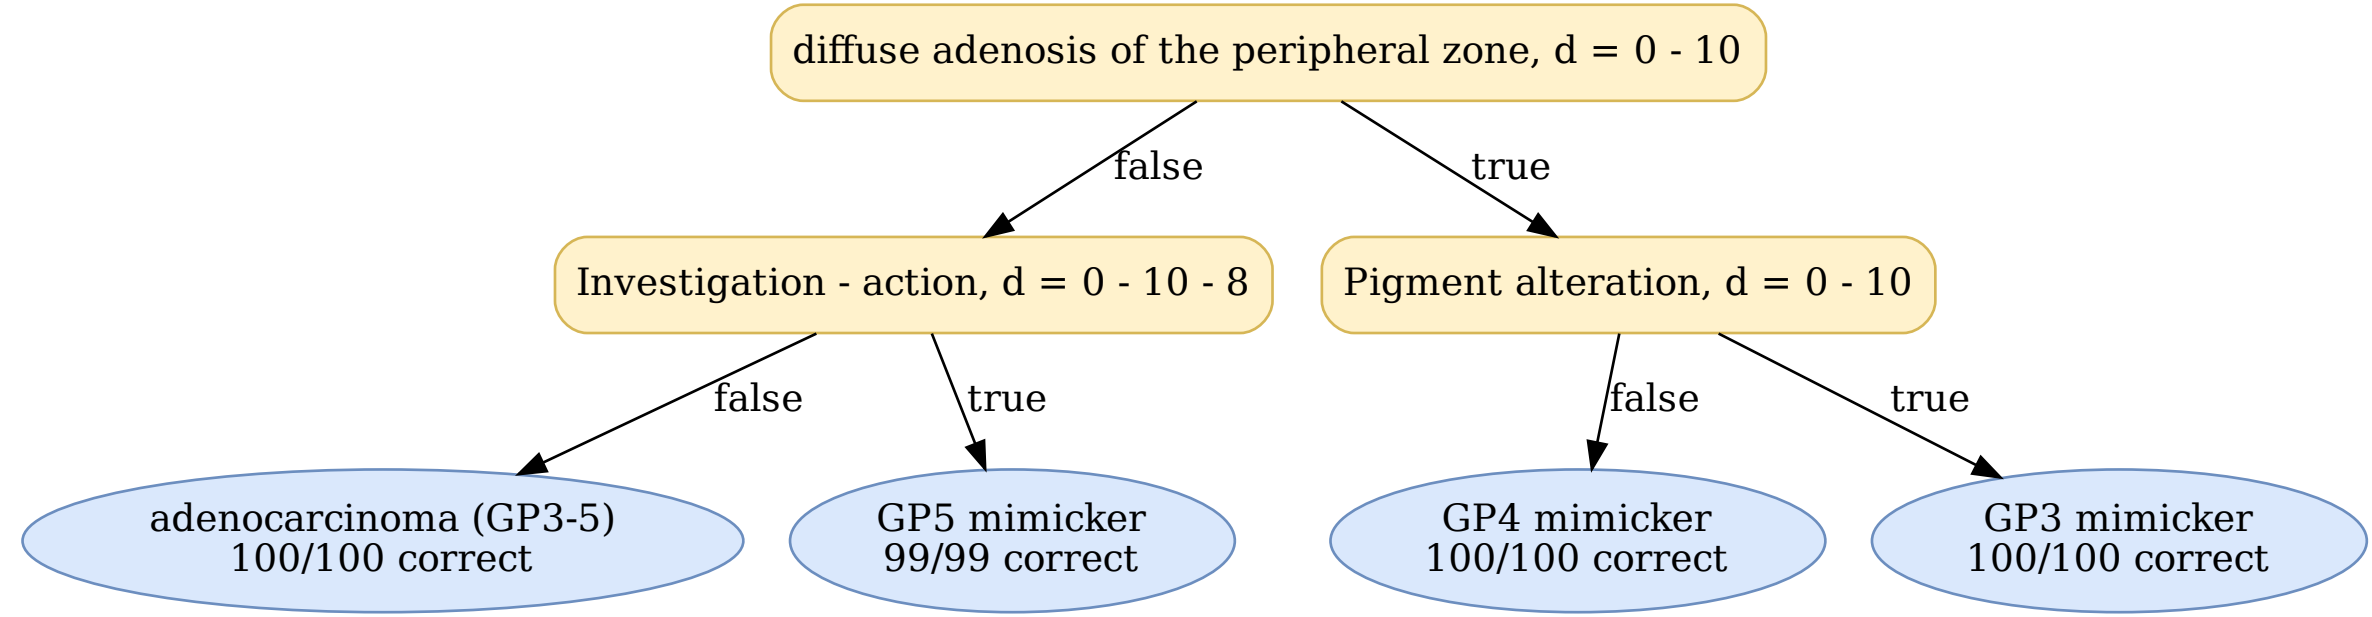 diffuse adenosis of the peripheral zone, d = 0 - 10
false
true
Investigation - action, d = 0 - 10 - 8
Pigment alteration, d = 0 - 10
false
true
false
true
adenocarcinoma (GP3-5)
100/100 correct
GP5 mimicker
99/99 correct
GP4 mimicker
100/100 correct
GP3 mimicker
100/100 correct